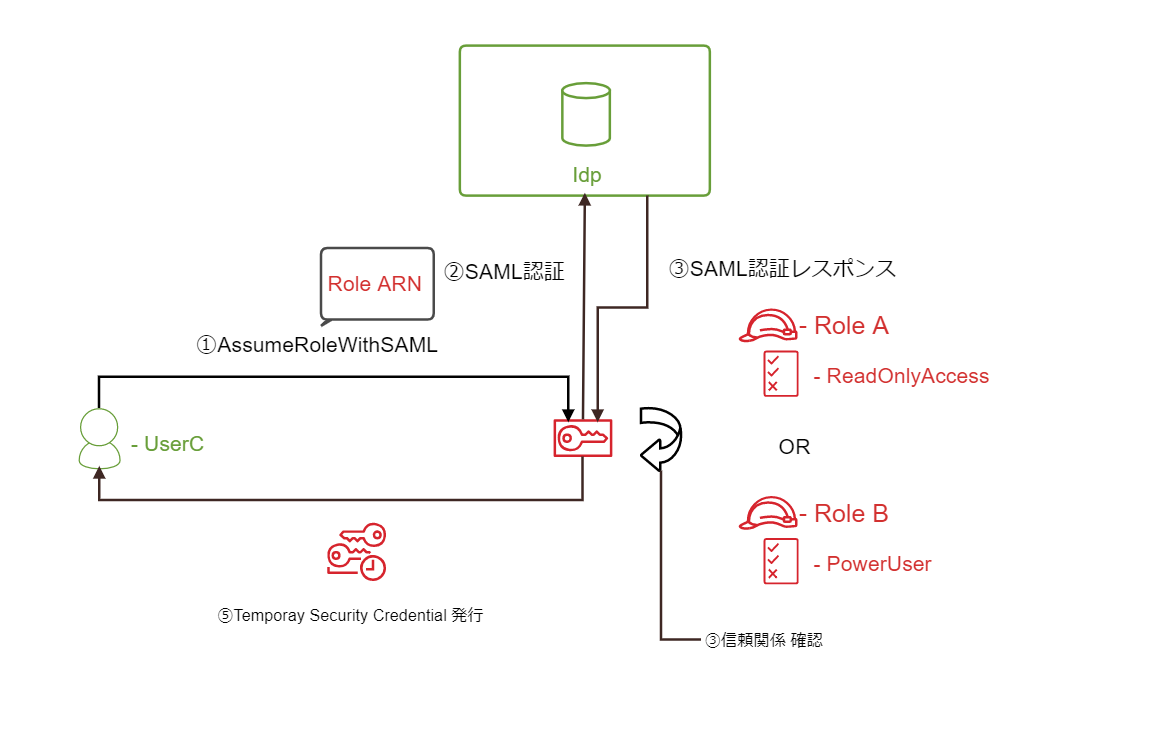 Idp
Role ARN
②SAML認証
③SAML認証レスポンス
①AssumeRoleWithSAML
- Role A
- ReadOnlyAccess
- UserC
OR
- Role B
- PowerUser
⑤Temporay Security Credential 発行
③信頼関係 確認